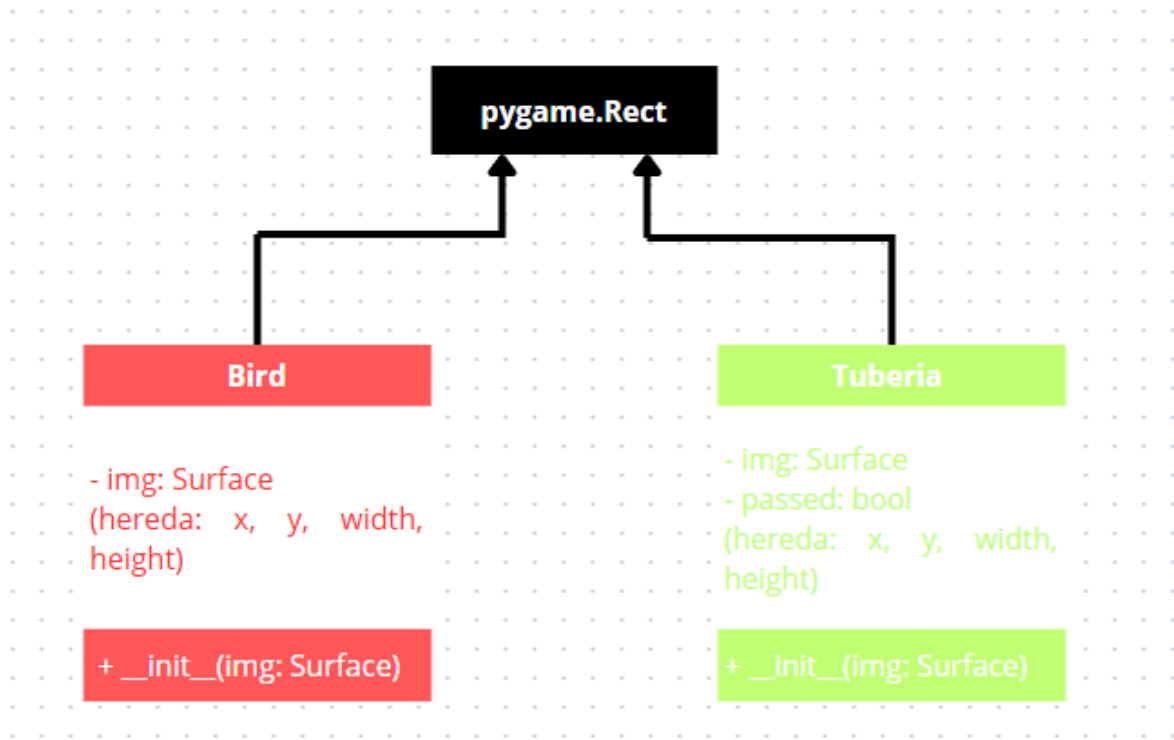 pygame.Rect
Bird
- img: Surface
(hereda: x, y, width,
height)
+ __init__(img: Surface)
Tuberia
- img: Surface
- passed: bool
(hereda: x, y, width,
height)
+ __init__(img: Surface)